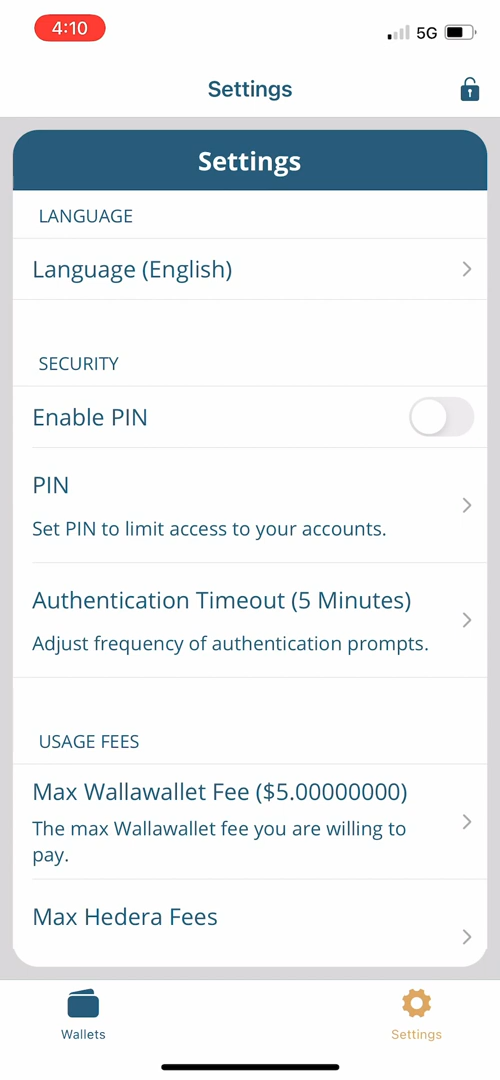 4:10
5G
Settings
Settings
LANGUAGE
Language (English)
SECURITY
Enable PIN
PIN
Set PIN to limit access to your accounts.
Authentication Timeout (5 Minutes)
Adjust frequency of authentication prompts.
USAGE FEES
Max Wallawallet Fee ($5.00000000)
The max Wallawallet fee you are willing to
pay.
Max Hedera Fees
Wallets
Settings